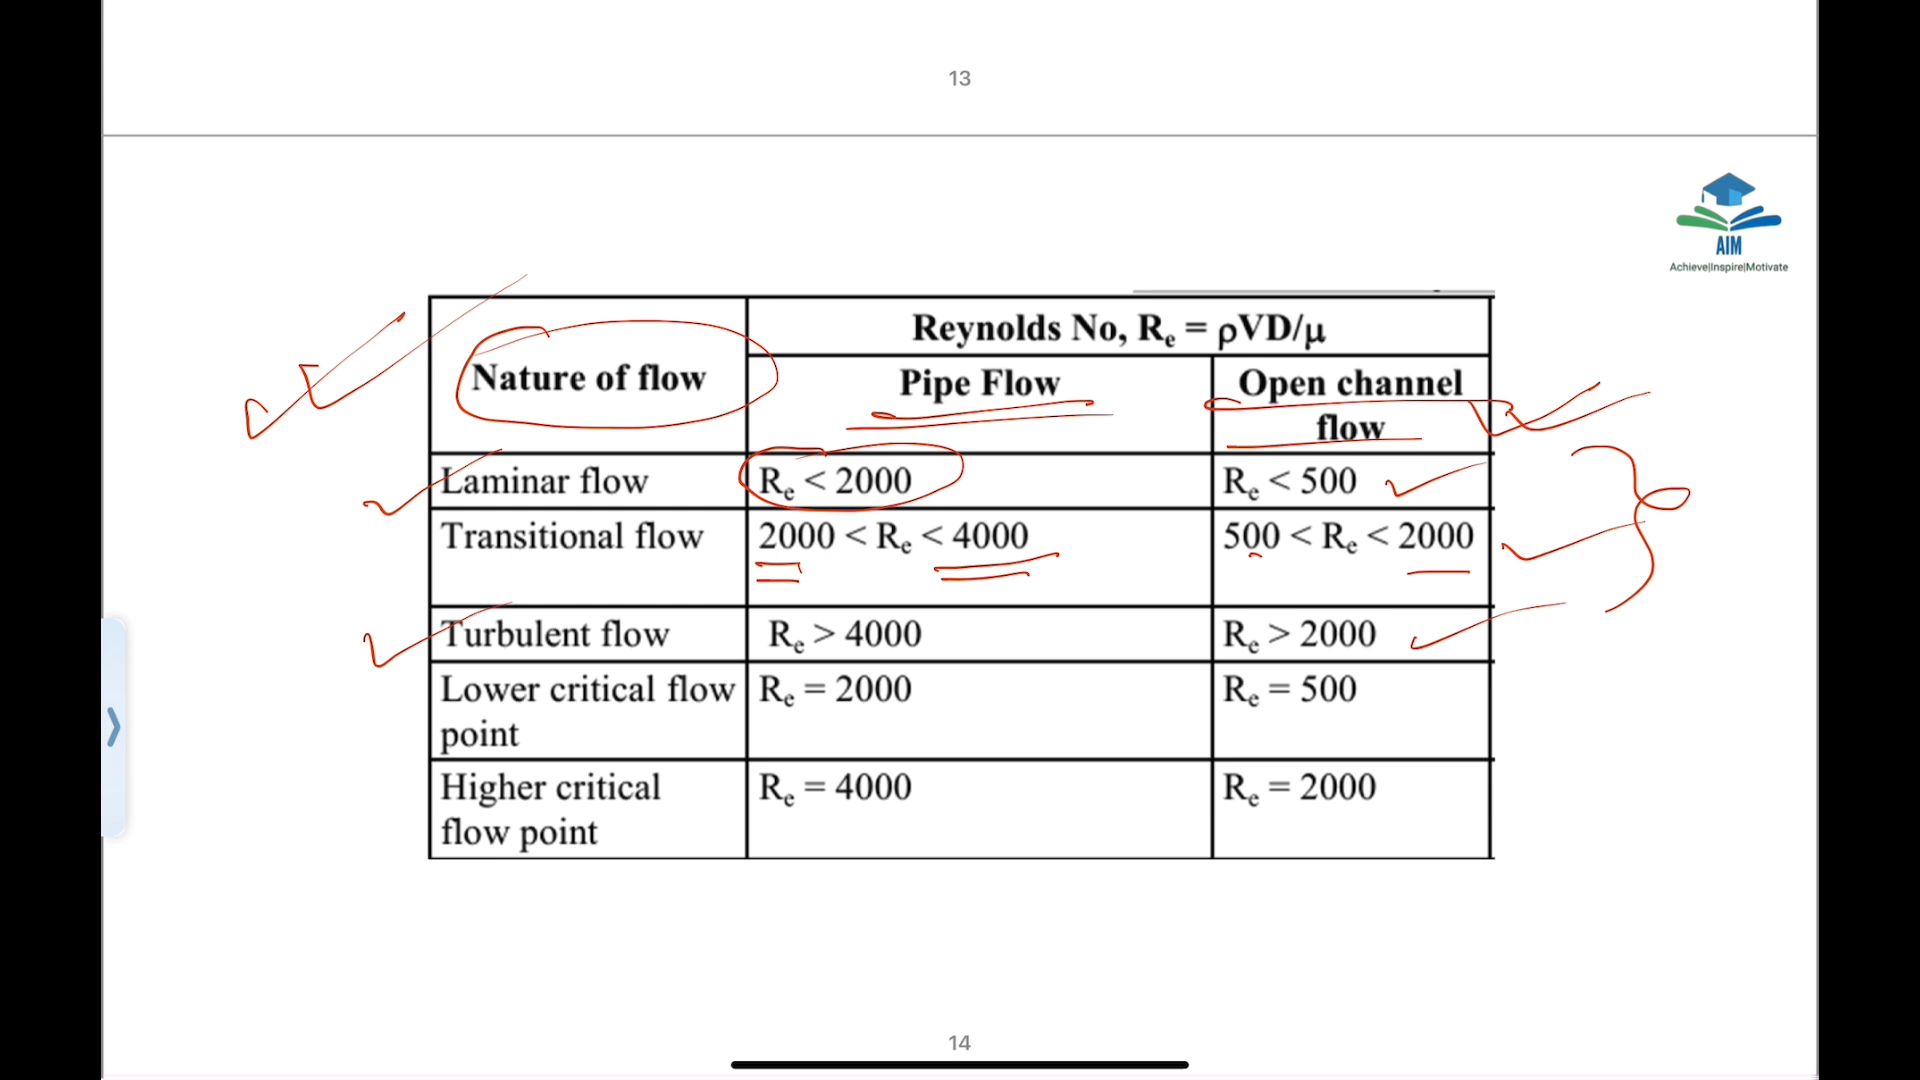 13
AIM
Achieve|Inspire|Motivate
Nature of flow
Reynolds No, Re = ρVD/μ
Pipe Flow
Open channel
flow
Laminar flow
Re < 2000
Re < 500
Transitional flow
2000 < Re < 4000
500 < Re < 2000
Turbulent flow
Re > 4000
Re > 2000
Lower critical flow
point
Re = 2000
Re = 500
Higher critical
flow point
Re = 4000
Re = 2000
14